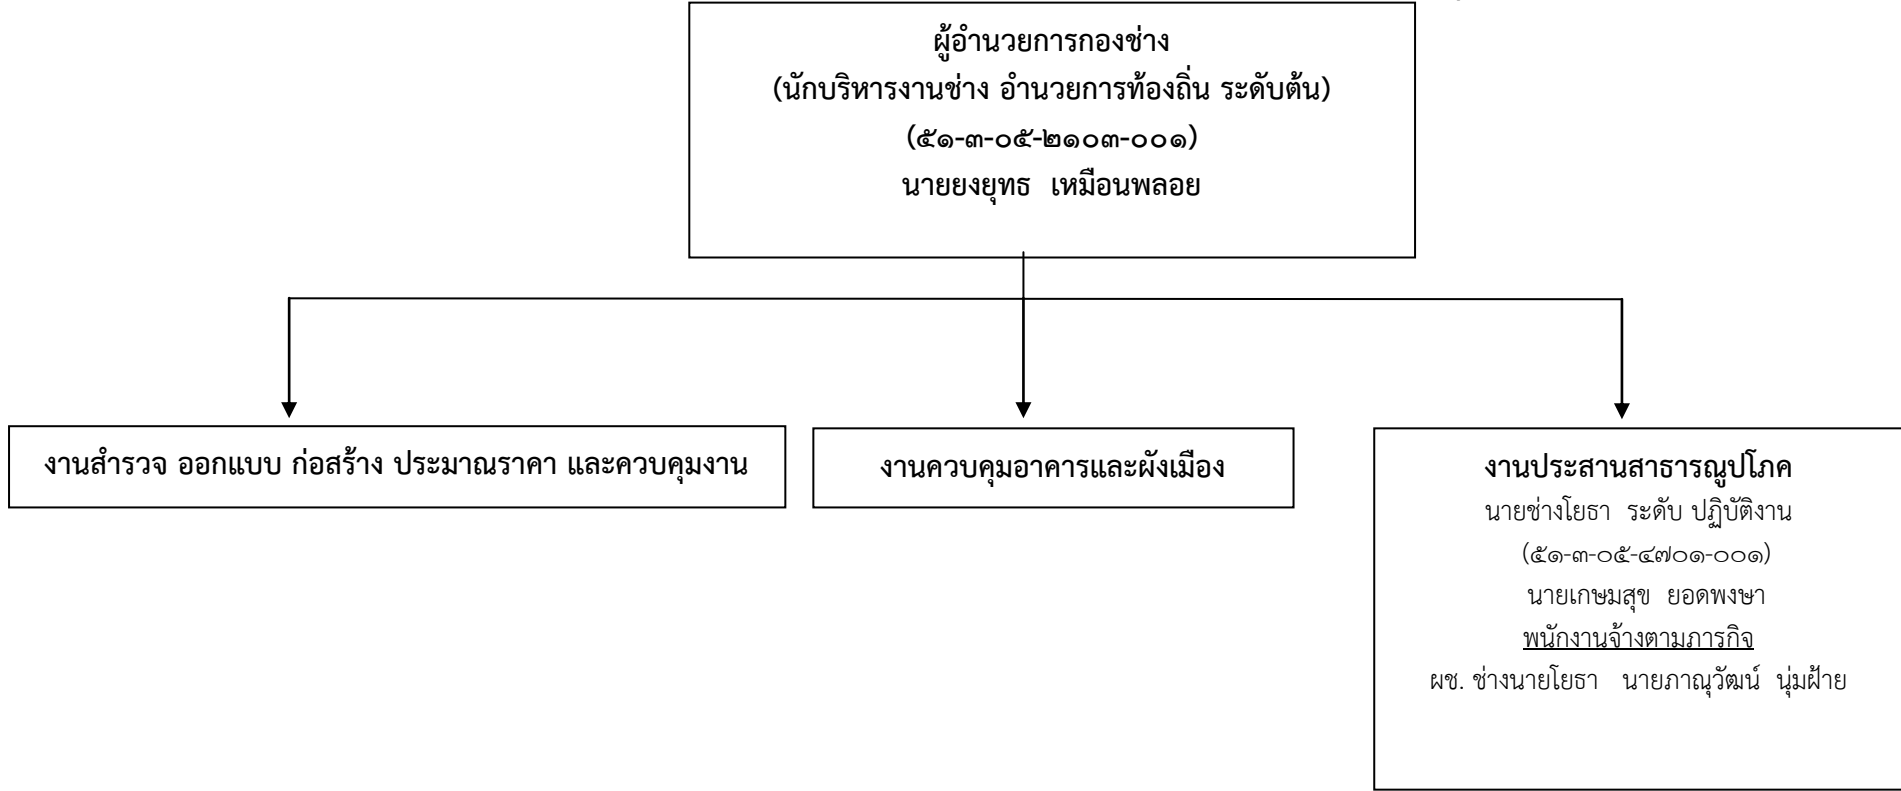 ผู้อำนวยการกองช่าง
(นักบริหารงานช่าง อำนวยการท้องถิ่น ระดับต้น)
(๕๑-๓-๐๕-๒๑๐๓-๐๐๑)
นายยงยุทธ เหมือนพลอย
งานสำรวจ ออกแบบ ก่อสร้าง ประมาณราคา และควบคุมงาน
งานควบคุมอาคารและผังเมือง
งานประสานสาธารณูปโภค
นายช่างโยธา ระดับ ปฏิบัติงาน
(๕๑-๓-๐๕-๔๗๐๑-๐๐๑)
นายเกษมสุข ยอดพงษา
พนักงานจ้างตามภารกิจ
ผช. ช่างนายโยธา นายภาณุวัฒน์ นุ่มฝ้าย